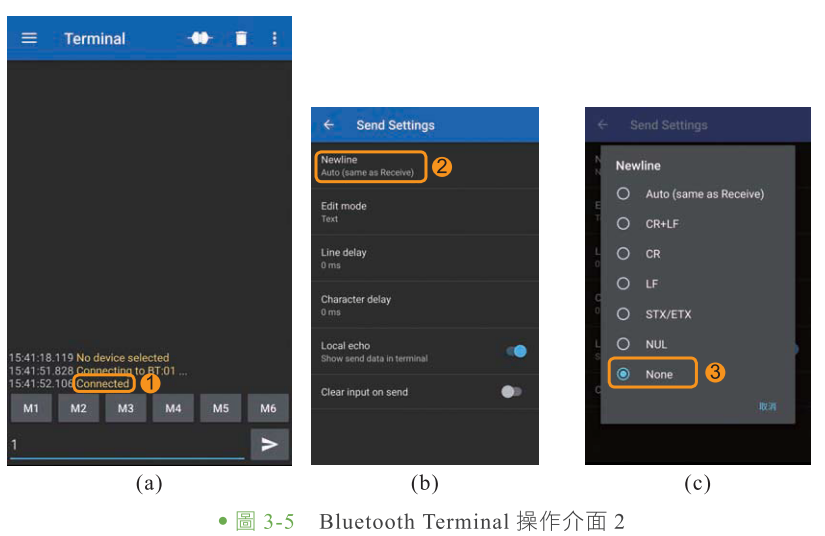 Terminal
15:41:18.119 No device selected
15:41:51.828 Connecting to BT:01 ...
15:41:52.106 Connected
1
M1 M2 M3 M4 M5 M6
1
(a)
Send Settings
Newline
Auto (same as Receive)
2
Edit mode
Text
Line delay
0 ms
Character delay
0 ms
Local echo
Show send data in terminal
Clear input on send
(b)
Send Settings
Newline
Auto (same as Receive)
CR+LF
CR
LF
STX/ETX
NUL
None
3
取消
(c)
圖 3-5 Bluetooth Terminal 操作介面 2